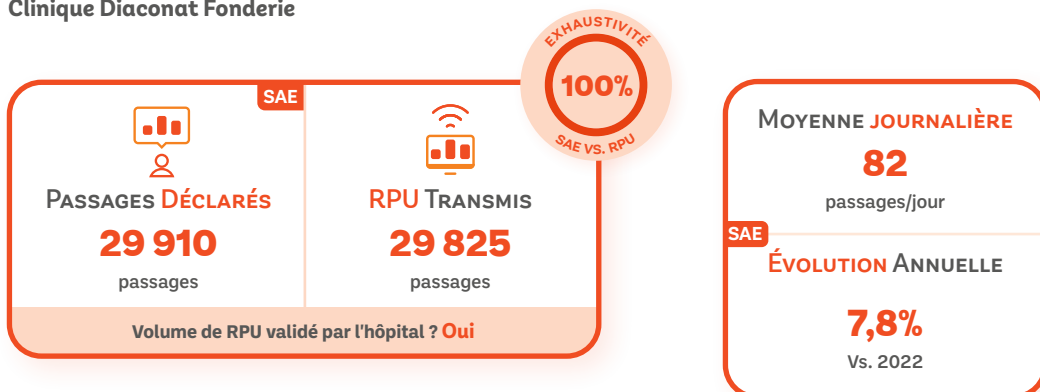 Clinique Diaconat Fonderie
EXHAUSTIVITÉ
100%
SAE VS. RPU
SAE
PASSAGES DÉCLARÉS
29 910
passages
RPU TRANSMIS
29 825
passages
Volume de RPU validé par l'hôpital ? Oui
MOYENNE JOURNALIÈRE
82
passages/jour
SAE
ÉVOLUTION ANNUELLE
7,8%
Vs. 2022